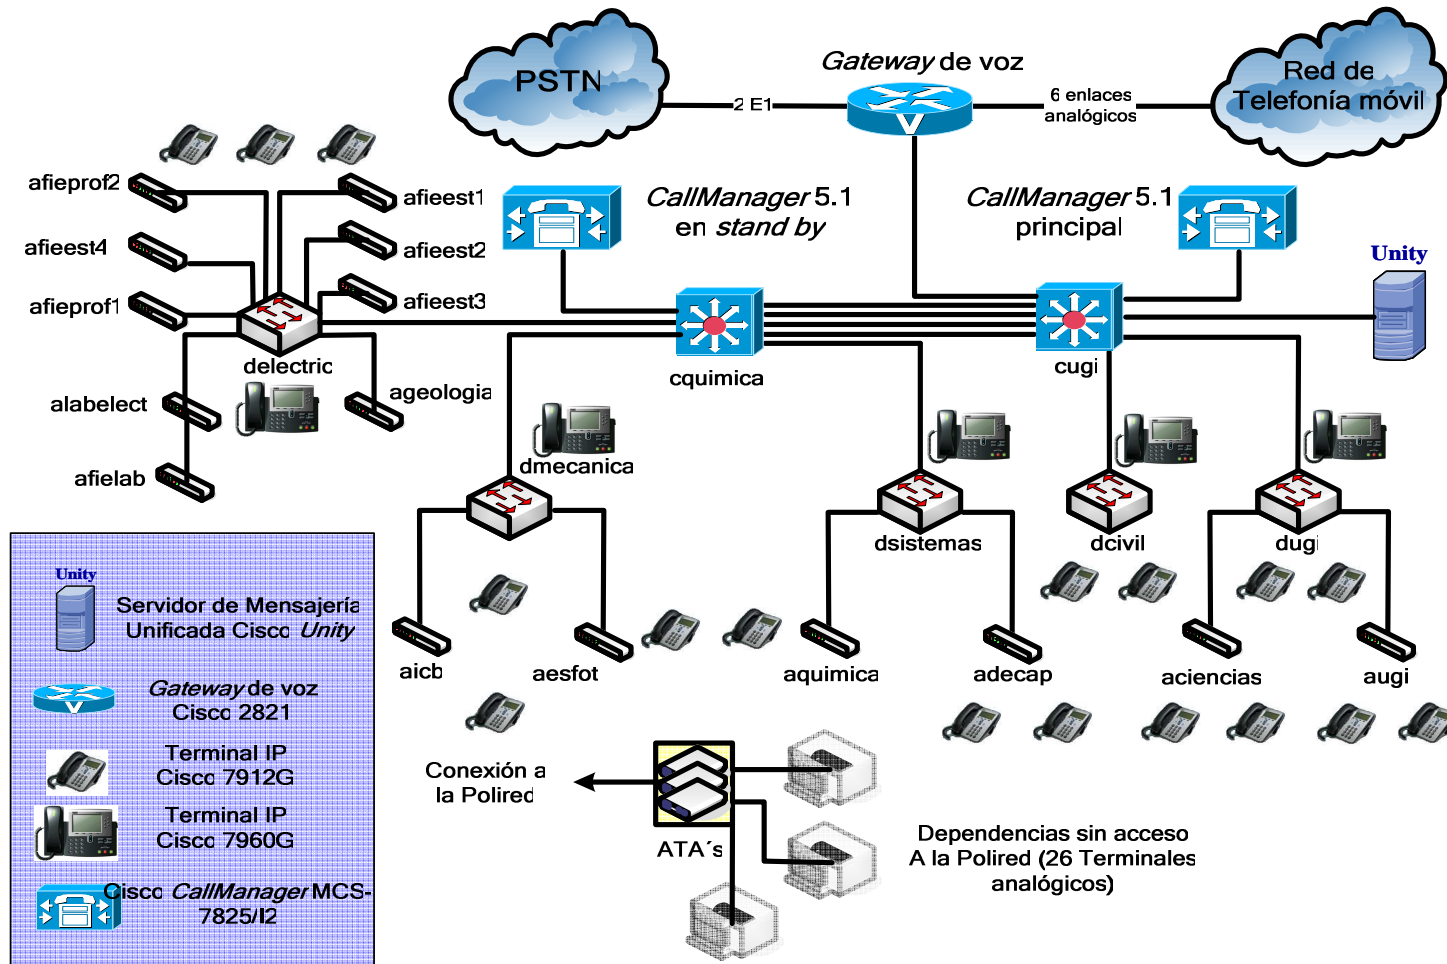 PSTN
Gateway de voz
Red de
Telefonía móvil
2 E1
6 enlaces
analógicos
afieprof2
afieest1
CallManager 5.1
en stand by
CallManager 5.1
principal
afieest4
afieest2
Unity
afieprof1
afieest3
delectric
cquimica
cugi
alabelect
ageologia
afielab
dmecanica
dsistemas
dcivil
dugi
aicb
aesfot
aquimica
adecap
aciencias
augi
Unity
Servidor de Mensajería
Unificada Cisco Unity
Gateway de voz
Cisco 2821
Terminal IP
Cisco 7912G
Terminal IP
Cisco 7960G
Cisco CallManager MCS-
7825/I2
Conexión a
la Polired
ATA´s
Dependencias sin acceso
A la Polired (26 Terminales
analógicos)